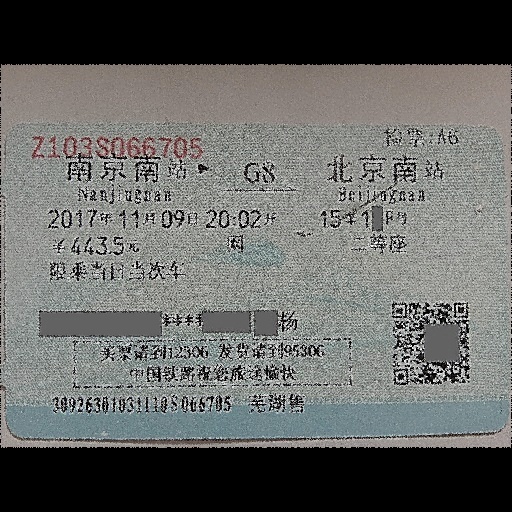 检票:A6
Z103S066705
南京南站 G8 北京南站
Nanjingnan Beijingnan
2017年11月09日20:02开 15车1 F号
￥443.5元 网 二等座
限乘当日当次车
**** 杨
买票请到12306 发货请到95306
中国铁路祝您旅途愉快
30926301031110S066705 芜湖售